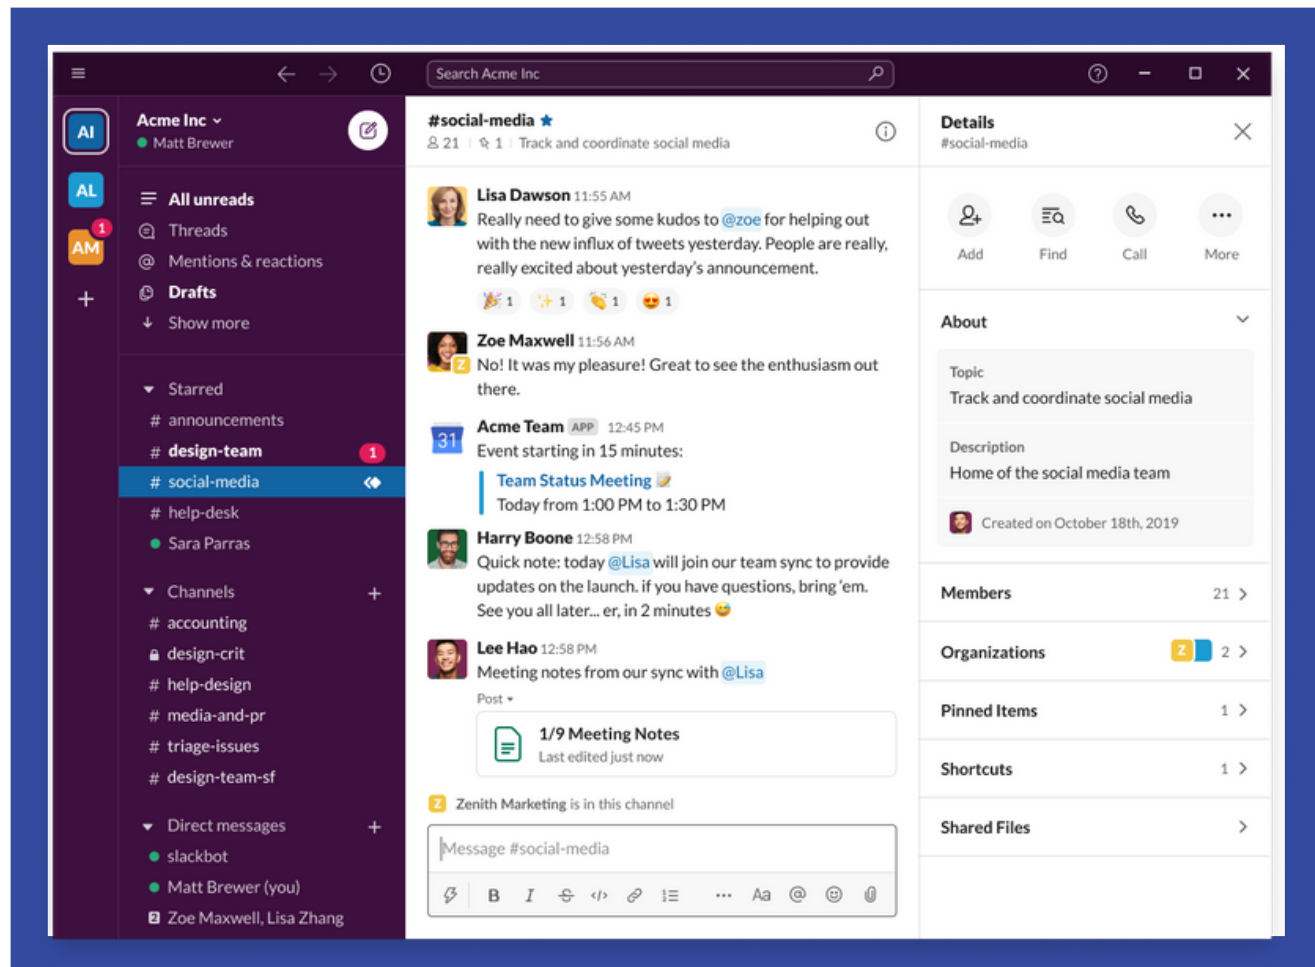 Search Acme Inc
AI
AL
1
AM
Acme Inc
Matt Brewer
All unreads
Threads
Mentions & reactions
Drafts
Show more
Starred
# announcements
# design-team 1
# social-media
# help-desk
Sara Parras
Channels +
# accounting
design-crit
# help-design
# media-and-pr
# triage-issues
# design-team-sf
Direct messages +
slackbot
Matt Brewer (you)
2 Zoe Maxwell, Lisa Zhang
#social-media
21 | 1 | Track and coordinate social media
Lisa Dawson 11:55 AM
Really need to give some kudos to @zoe for helping out
with the new influx of tweets yesterday. People are really,
really excited about yesterday's announcement.
1 1 1 1
Zoe Maxwell 11:56 AM
Z
No! It was my pleasure! Great to see the enthusiasm out
there.
Acme Team APP 12:45 PM
31
Event starting in 15 minutes:
Team Status Meeting
Today from 1:00 PM to 1:30 PM
Harry Boone 12:58 PM
Quick note: today @Lisa will join our team sync to provide
updates on the launch. if you have questions, bring 'em.
See you all later... er, in 2 minutes
Lee Hao 12:58 PM
Meeting notes from our sync with @Lisa
Post
1/9 Meeting Notes
Last edited just now
Z Zenith Marketing is in this channel
Message #social-media
B I S </> ... Aa @
Details
#social-media
Add Find Call More
About
Topic
Track and coordinate social media
Description
Home of the social media team
Created on October 18th, 2019
Members 21
Organizations Z 2
Pinned Items 1
Shortcuts 1
Shared Files